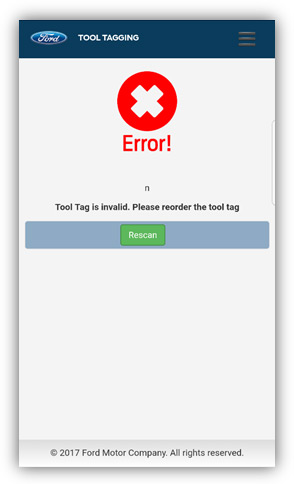 Ford
TOOL TAGGING
Error!
n
Tool Tag is invalid. Please reorder the tool tag
Rescan
© 2017 Ford Motor Company. All rights reserved.